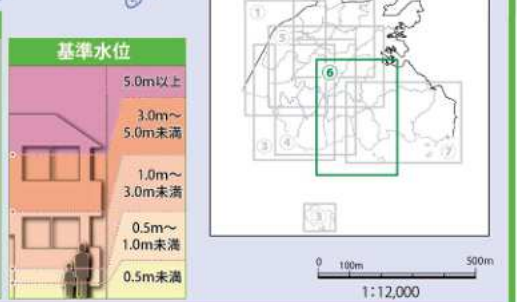 基準水位
5.0m以上
3.0m~
5.0m未満
1.0m~
3.0m未満
0.5m~
1.0m未満
0.5m未満
①
⑤
⑥
③
④
⑦
0 100m 500m
1:12,000